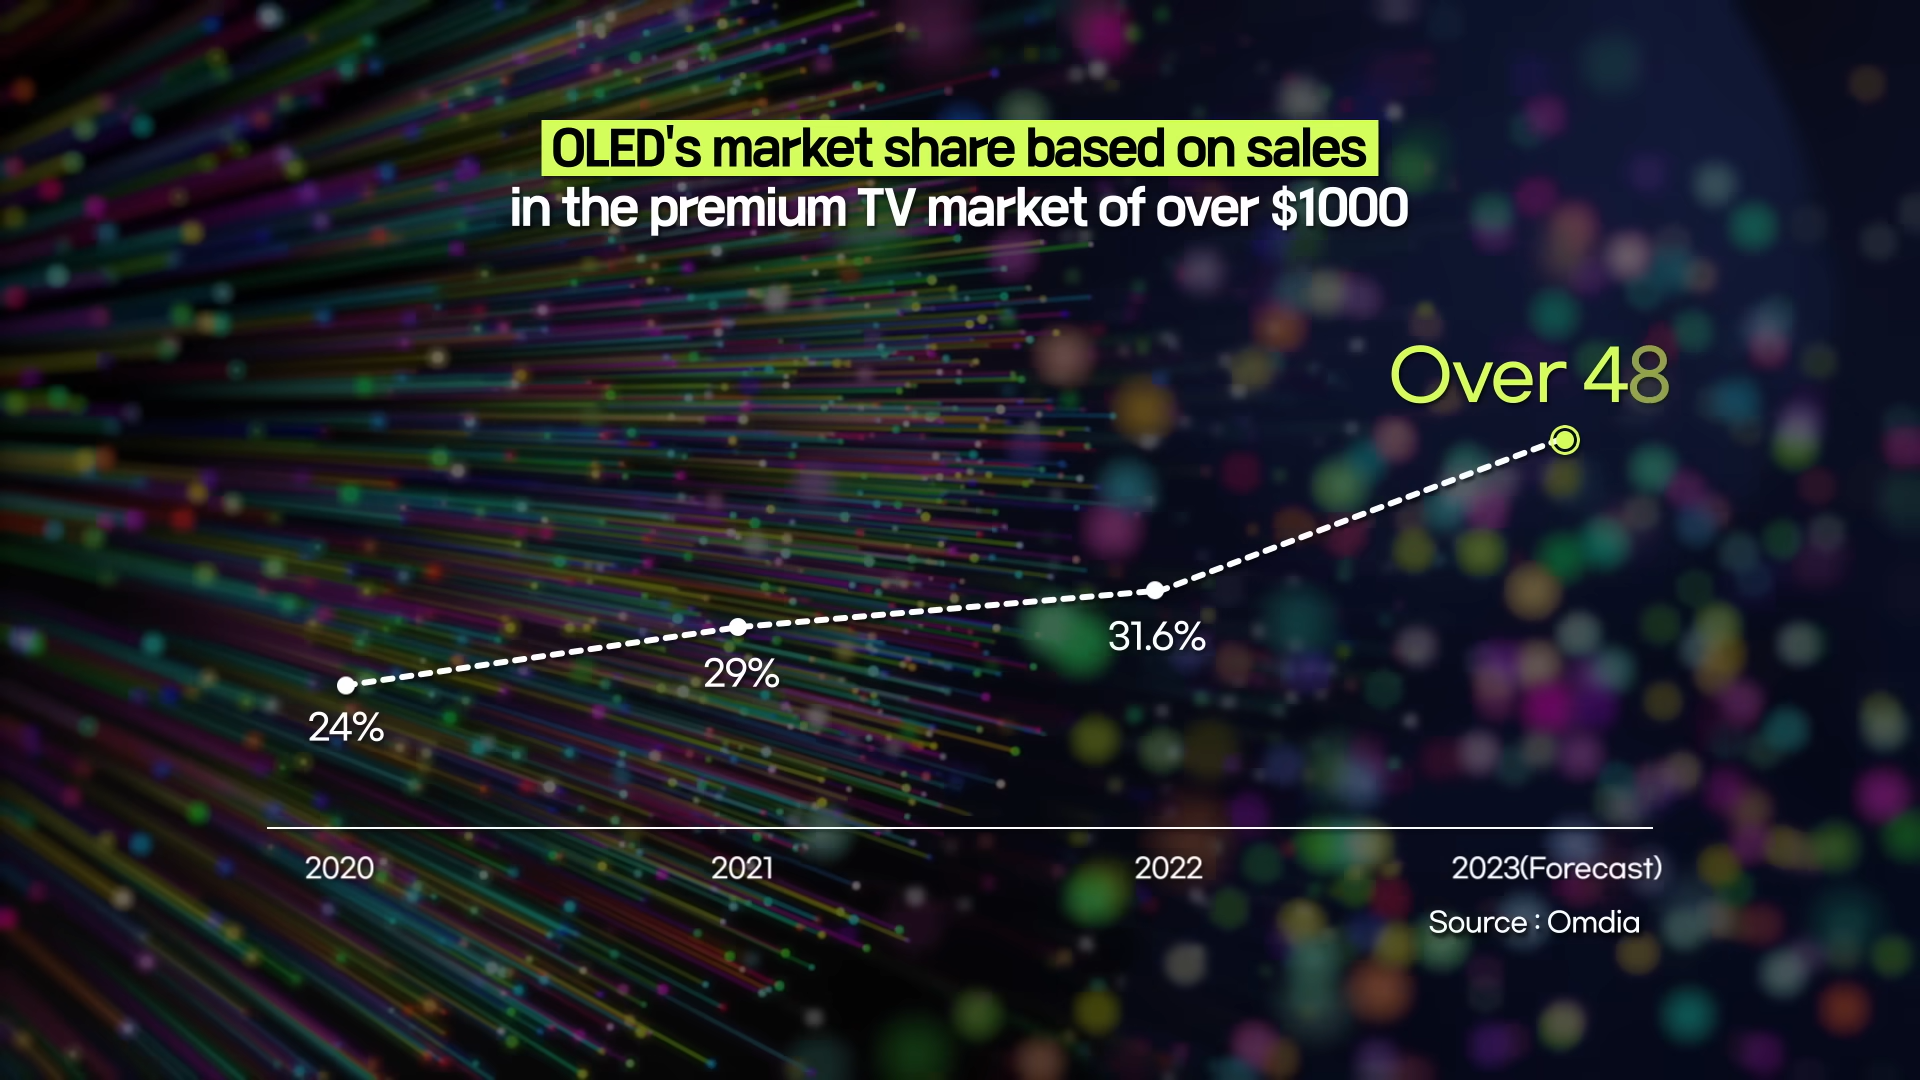 OLED's market share based on sales
in the premium TV market of over $1000
Over 48
31.6%
29%
24%
2020 2021 2022 2023(Forecast)
Source : Omdia